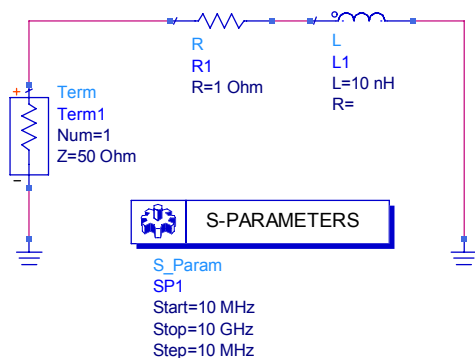 R
R1
R=1 Ohm
L
L1
L=10 nH
R=
+
Term
Term1
Num=1
Z=50 Ohm
-
S-PARAMETERS
S_Param
SP1
Start=10 MHz
Stop=10 GHz
Step=10 MHz